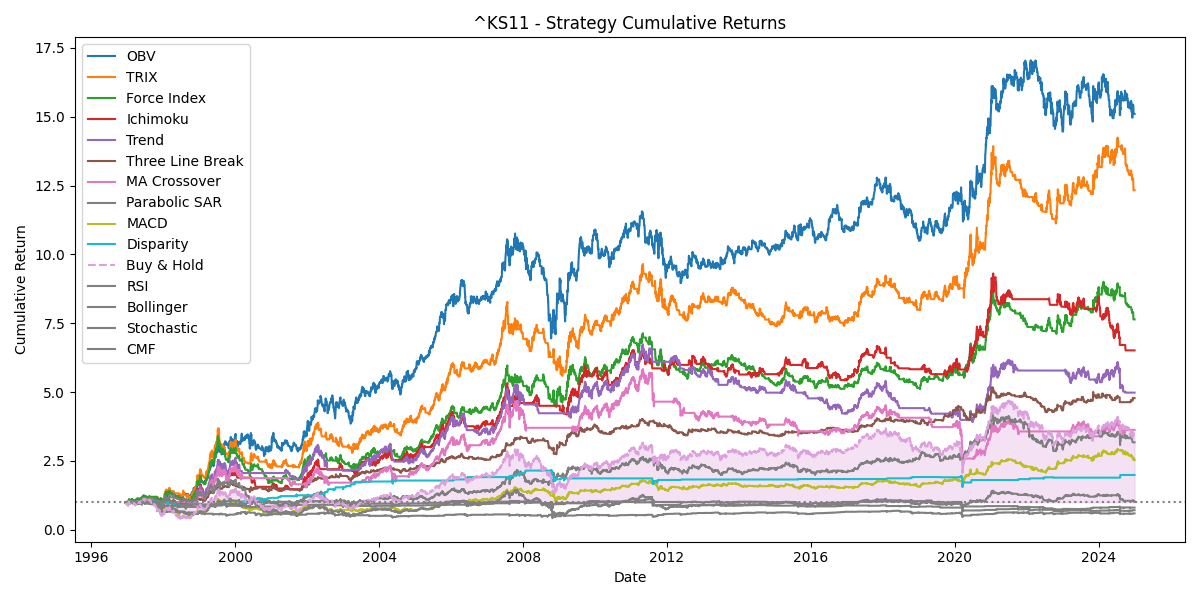 ^KS11 - Strategy Cumulative Returns
17.5
15.0
12.5
10.0
7.5
5.0
2.5
0.0
Cumulative Return
OBV
TRIX
Force Index
Ichimoku
Trend
Three Line Break
MA Crossover
Parabolic SAR
MACD
Disparity
Buy & Hold
RSI
Bollinger
Stochastic
CMF
1996 2000 2004 2008 2012 2016 2020 2024
Date